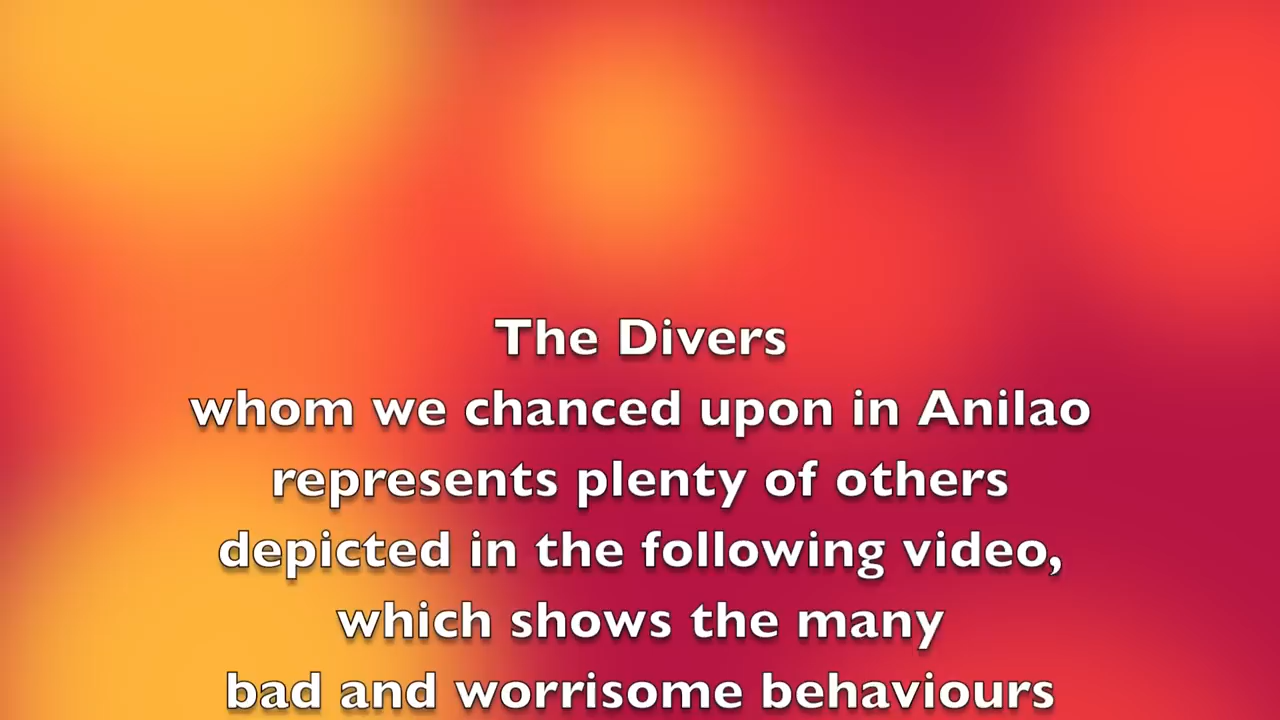 The Divers
whom we chanced upon in Anilao
represents plenty of others
depicted in the following video,
which shows the many
bad and worrisome behaviours